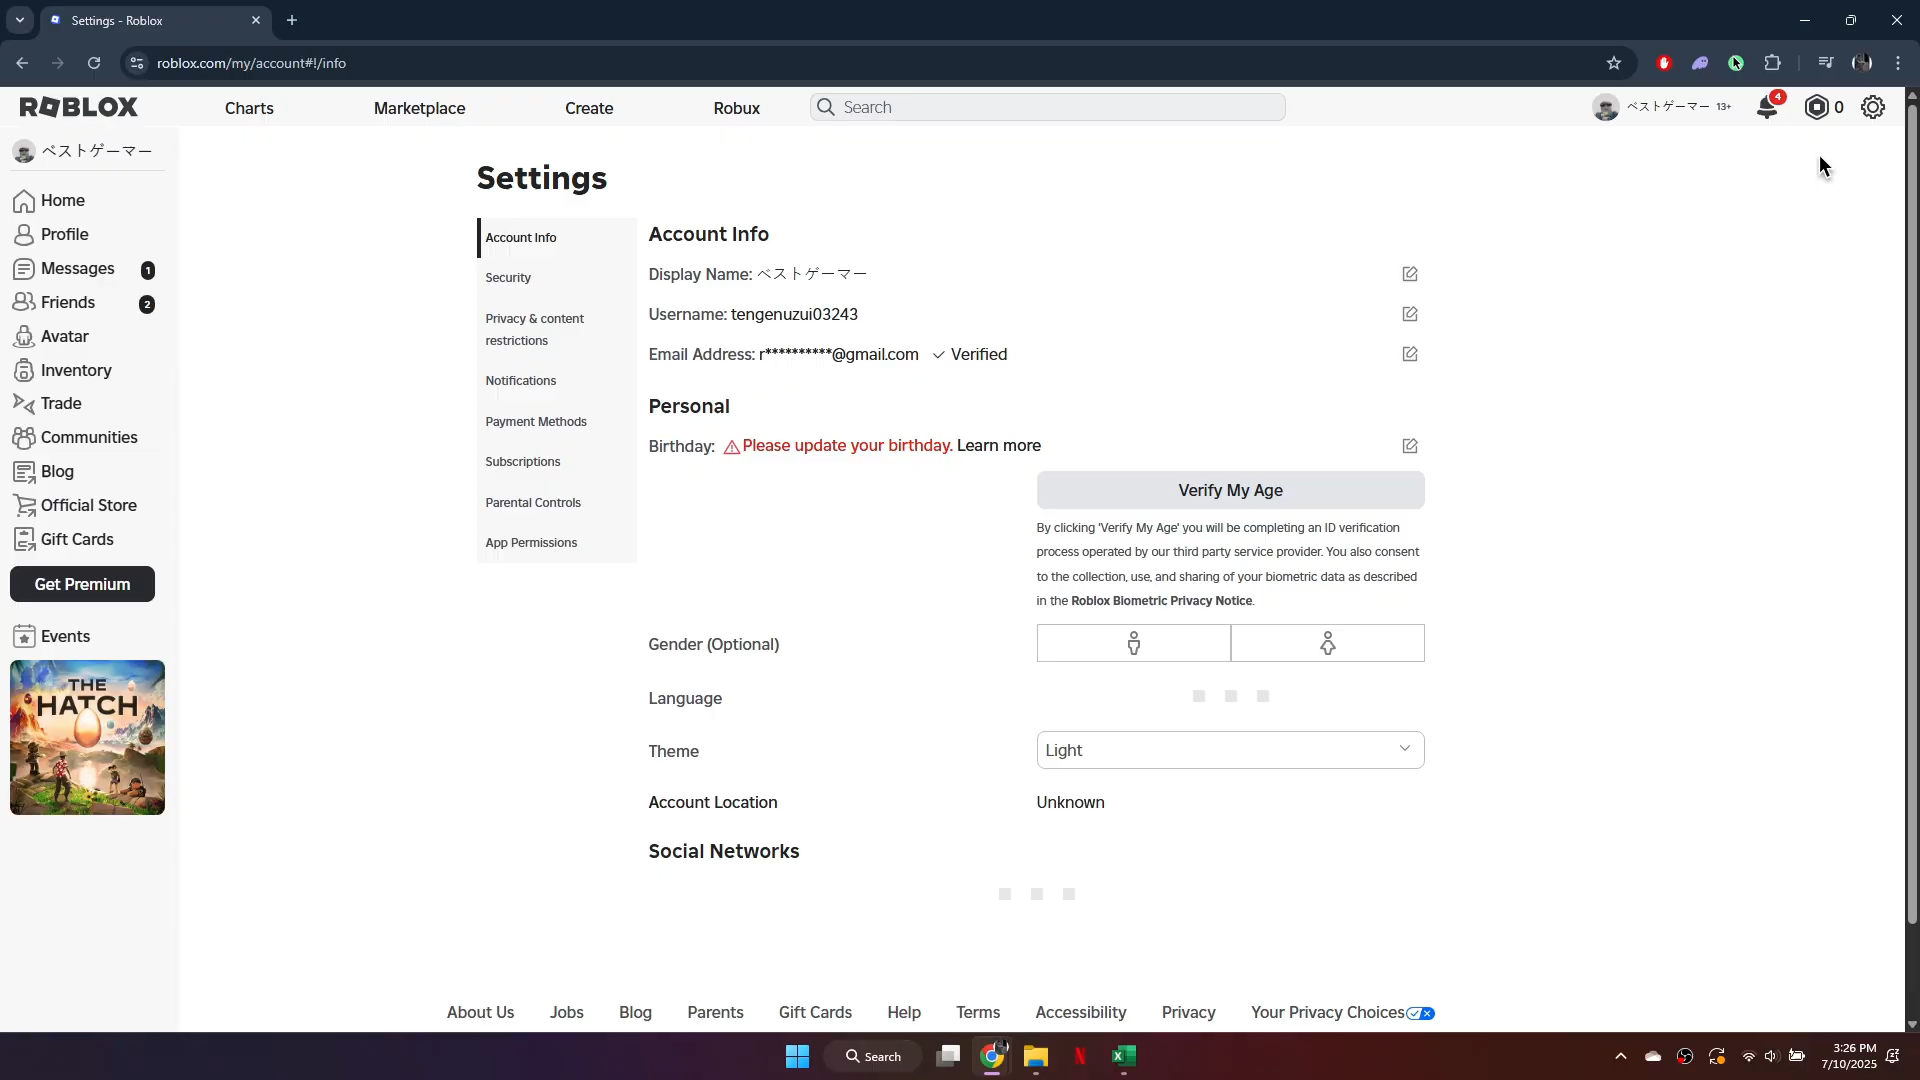 Settings - Roblox
roblox.com/my/account#!/info
ROBLOX
Charts
Marketplace
Create
Robux
Search
ベストゲーマー 13+
4
0
ベストゲーマー
Home
Profile
Messages 1
Friends 2
Avatar
Inventory
Trade
Communities
Blog
Official Store
Gift Cards
Get Premium
Events
THE
HATCH
Settings
Account Info
Security
Privacy & content
restrictions
Notifications
Payment Methods
Subscriptions
Parental Controls
App Permissions
Account Info
Display Name: ベストゲーマー
Username: tengenuzui03243
Email Address: r**********@gmail.com Verified
Personal
Birthday: Please update your birthday. Learn more
Verify My Age
By clicking 'Verify My Age' you will be completing an ID verification
process operated by our third party service provider. You also consent
to the collection, use, and sharing of your biometric data as described
in the Roblox Biometric Privacy Notice.
Gender (Optional)
Language
Theme
Light
Account Location
Unknown
Social Networks
About Us
Jobs
Blog
Parents
Gift Cards
Help
Terms
Accessibility
Privacy
Your Privacy Choices
Search
3:26 PM
7/10/2025